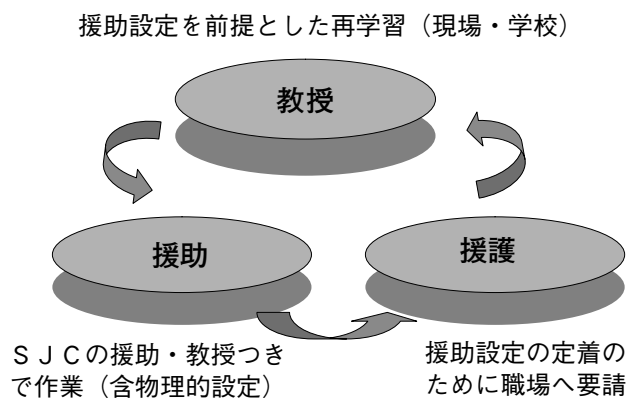 援助設定を前提とした再学習（現場・学校）
教授
援助
援護
ＳＪＣの援助・教授つき
で作業（含物理的設定）
援助設定の定着の
ために職場へ要請